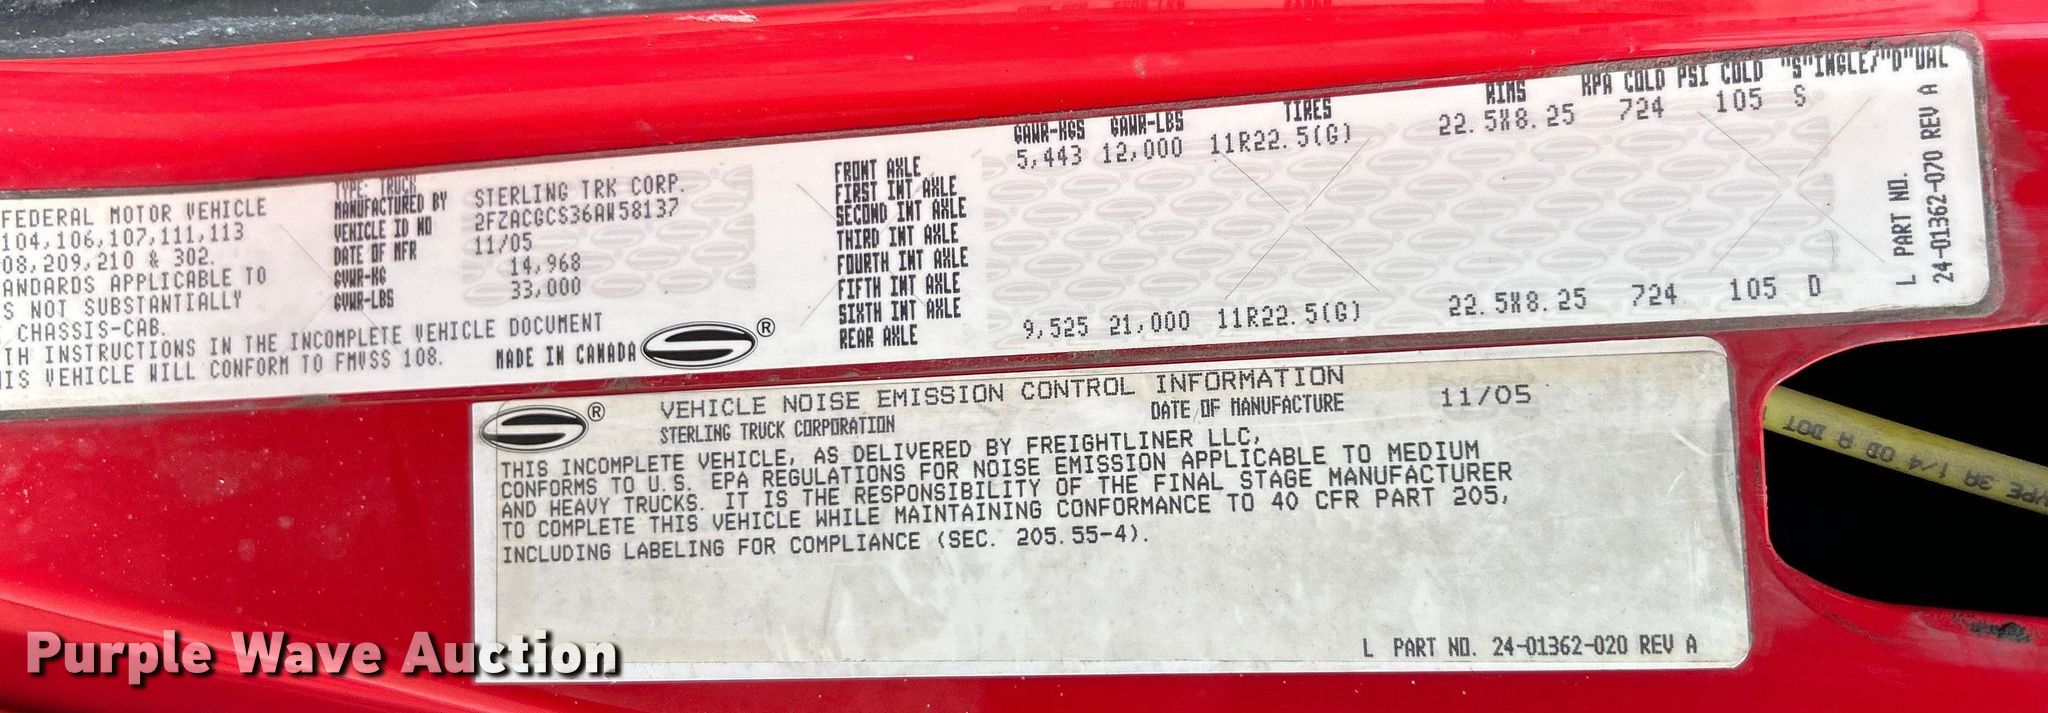 FEDERAL MOTOR VEHICLE
104,106,107,111,113
08,209,210 & 302.
ANDARDS APPLICABLE TO
S NOT SUBSTANTIALLY
CHASSIS-CAB.
TH INSTRUCTIONS IN THE INCOMPLETE VEHICLE DOCUMENT
IS VEHICLE WILL CONFORM TO FMVSS 108.
TYPE: TRUCK
MANUFACTURED BY STERLING TRK CORP.
VEHICLE ID NO 2FZACGCS36AW58137
DATE OF MFR 11/05
GVWR-KG 14,968
GVWR-LBS 33,000
MADE IN CANADA ®
GAWR-KGS GAWR-LBS TIRES RIMS KPA COLD PSI COLD "S"INGLE/"D"UAL
FRONT AXLE 5,443 12,000 11R22.5(G) 22.5X8.25 724 105 S
FIRST INT AXLE
SECOND INT AXLE
THIRD INT AXLE
FOURTH INT AXLE
FIFTH INT AXLE
SIXTH INT AXLE
REAR AXLE 9,525 21,000 11R22.5(G) 22.5X8.25 724 105 D
L PART NO.
24-01362-070 REV A
® VEHICLE NOISE EMISSION CONTROL INFORMATION
STERLING TRUCK CORPORATION DATE OF MANUFACTURE 11/05
THIS INCOMPLETE VEHICLE, AS DELIVERED BY FREIGHTLINER LLC,
CONFORMS TO U.S. EPA REGULATIONS FOR NOISE EMISSION APPLICABLE TO MEDIUM
AND HEAVY TRUCKS. IT IS THE RESPONSIBILITY OF THE FINAL STAGE MANUFACTURER
TO COMPLETE THIS VEHICLE WHILE MAINTAINING CONFORMANCE TO 40 CFR PART 205,
INCLUDING LABELING FOR COMPLIANCE (SEC. 205.55-4).
L PART NO. 24-01362-020 REV A
YPE 3A 1/4 OD A DOT
Purple Wave Auction